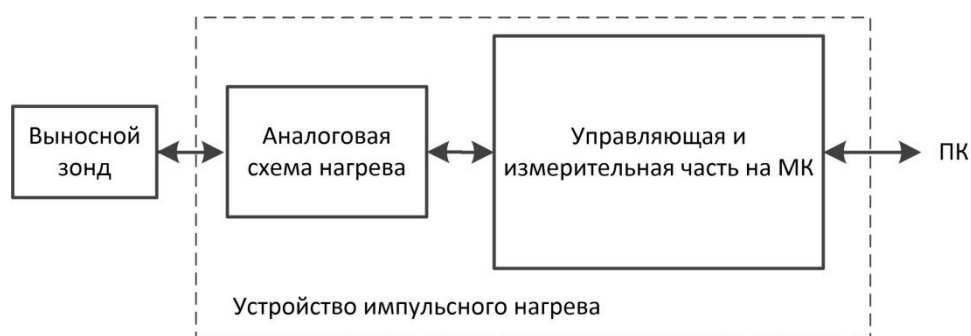 Выносной
зонд
Аналоговая
схема нагрева
Управляющая и
измерительная часть на МК
ПК
Устройство импульсного нагрева